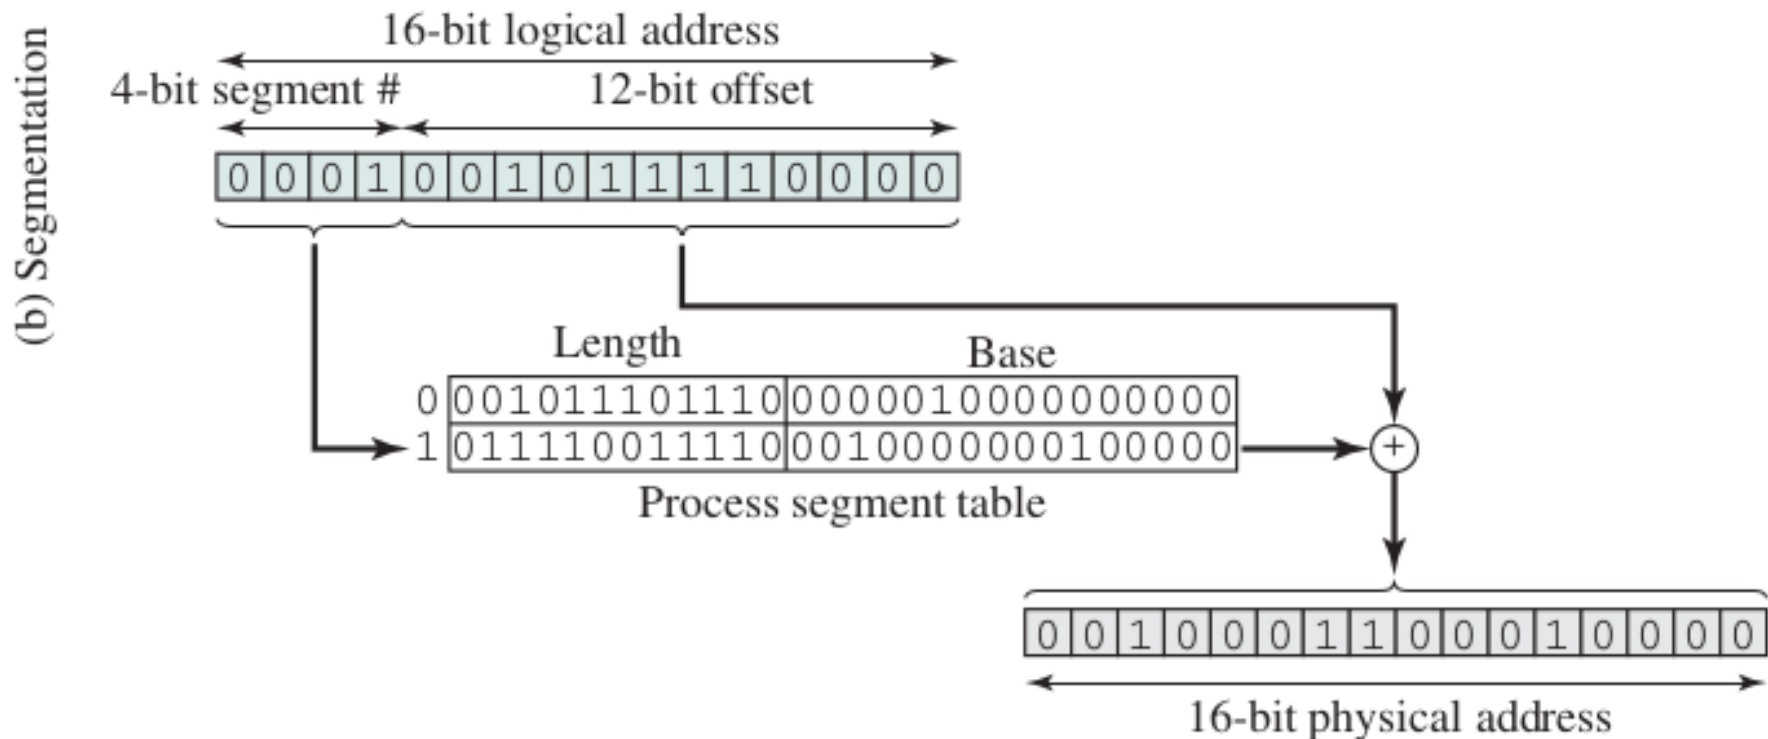 (b) Segmentation
16-bit logical address
4-bit segment # 12-bit offset
0 0 0 1 0 0 1 0 1 1 1 1 0 0 0 0
Length Base
0 001011101110 0000010000000000
1 011110011110 0010000000100000 +
Process segment table
0 0 1 0 0 0 1 1 0 0 0 1 0 0 0 0
16-bit physical address